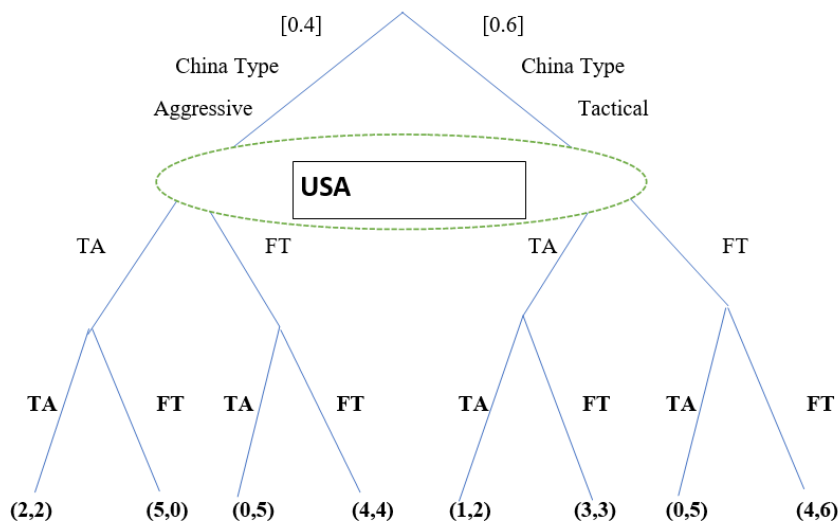 [0.4] [0.6]
China Type China Type
Aggressive Tactical
USA
TA FT TA FT
TA FT TA FT TA FT TA FT
(2,2) (5,0) (0,5) (4,4) (1,2) (3,3) (0,5) (4,6)